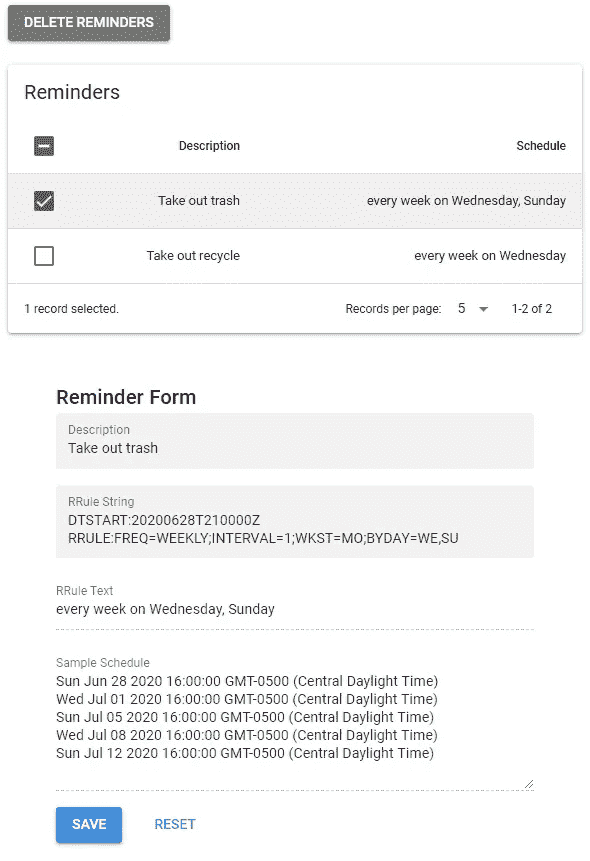 DELETE REMINDERS
Reminders
Description Schedule
Take out trash every week on Wednesday, Sunday
Take out recycle every week on Wednesday
1 record selected. Records per page: 5 1-2 of 2
Reminder Form
Description
Take out trash
RRule String
DTSTART:20200628T210000Z
RRULE:FREQ=WEEKLY;INTERVAL=1;WKST=MO;BYDAY=WE,SU
RRule Text
every week on Wednesday, Sunday
Sample Schedule
Sun Jun 28 2020 16:00:00 GMT-0500 (Central Daylight Time)
Wed Jul 01 2020 16:00:00 GMT-0500 (Central Daylight Time)
Sun Jul 05 2020 16:00:00 GMT-0500 (Central Daylight Time)
Wed Jul 08 2020 16:00:00 GMT-0500 (Central Daylight Time)
Sun Jul 12 2020 16:00:00 GMT-0500 (Central Daylight Time)
SAVE RESET